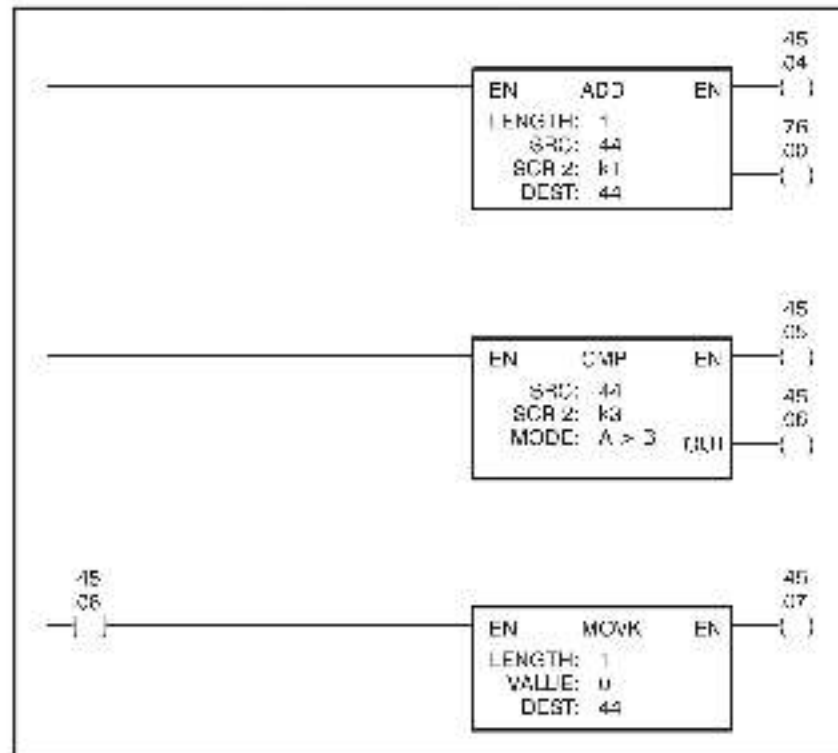 45
04
EN ADD EN
LENGTH: 1
SRC: 44
SCR 2: k1
DEST: 44
76
00
45
05
EN CMP EN
SRC: 44
SCR 2: k3
MODE: A > B
OUT
45
06
45
06
45
07
EN MOVK EN
LENGTH: 1
VALUE: 0
DEST: 44